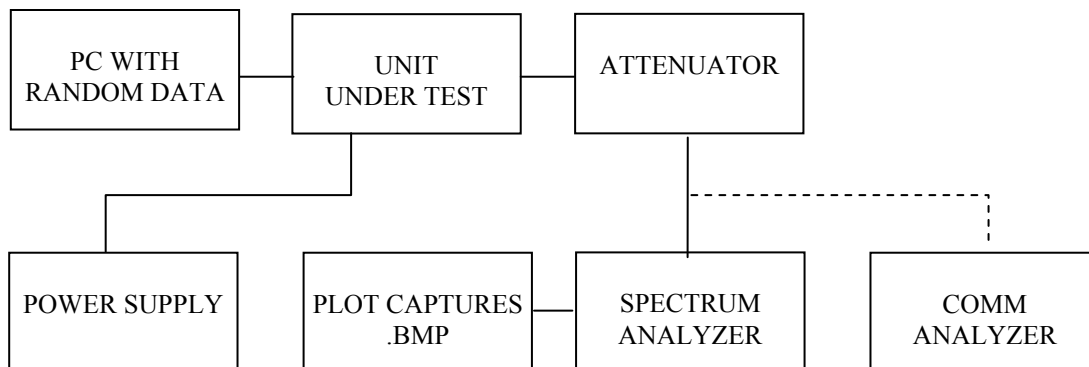 PC WITH
RANDOM DATA
UNIT
UNDER TEST
ATTENUATOR
POWER SUPPLY
PLOT CAPTURES
.BMP
SPECTRUM
ANALYZER
COMM
ANALYZER